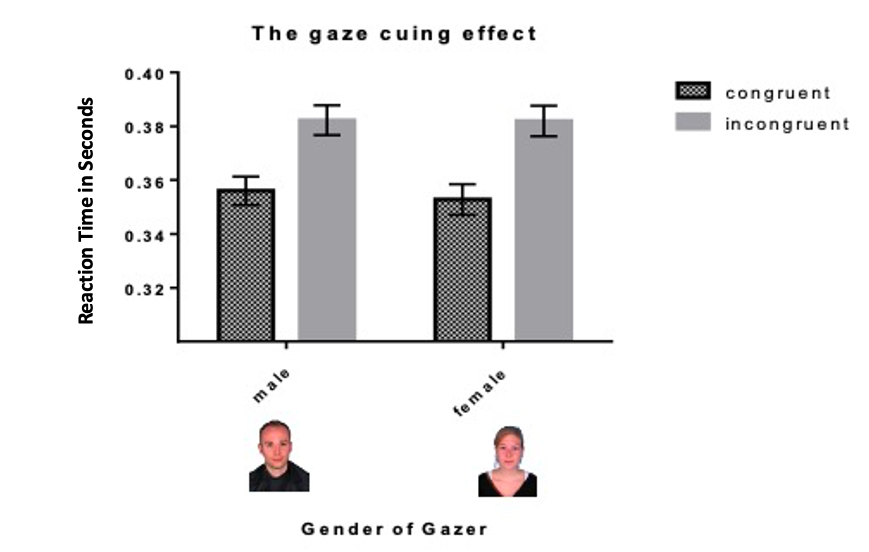 The gaze cuing effect
Reaction Time in Seconds
0.40
0.38
0.36
0.34
0.32
congruent
incongruent
male
female
Gender of Gazer